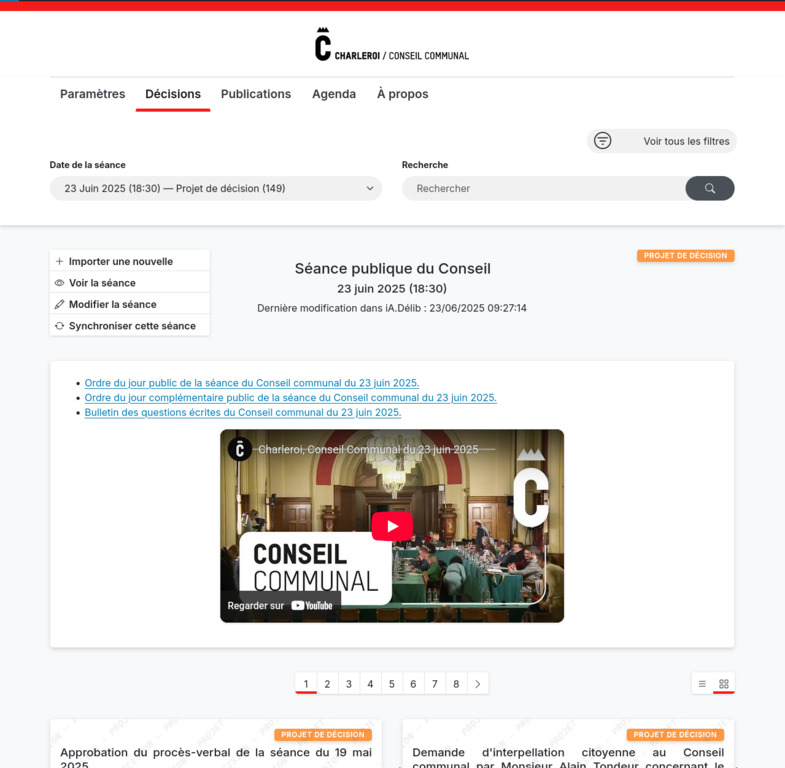 CHARLEROI / CONSEIL COMMUNAL
Paramètres Décisions Publications Agenda À propos
Voir tous les filtres
Date de la séance
Recherche
23 Juin 2025 (18:30) — Projet de décision (149)
Rechercher
Importer une nouvelle
Voir la séance
Modifier la séance
Synchroniser cette séance
Séance publique du Conseil
23 juin 2025 (18:30)
Dernière modification dans iA.Délib : 23/06/2025 09:27:14
PROJET DE DÉCISION
Ordre du jour public de la séance du Conseil communal du 23 juin 2025.
Ordre du jour complémentaire public de la séance du Conseil communal du 23 juin 2025.
Bulletin des questions écrites du Conseil communal du 23 juin 2025.
Charleroi, Conseil Communal du 23 juin 2025
CONSEIL
COMMUNAL
Regarder sur YouTube
1 2 3 4 5 6 7 8
PROJET DE DÉCISION
Approbation du procès-verbal de la séance du 19 mai
2025
PROJET DE DÉCISION
Demande d'interpellation citoyenne au Conseil
communal par Monsieur Alain Tondeur concernant le